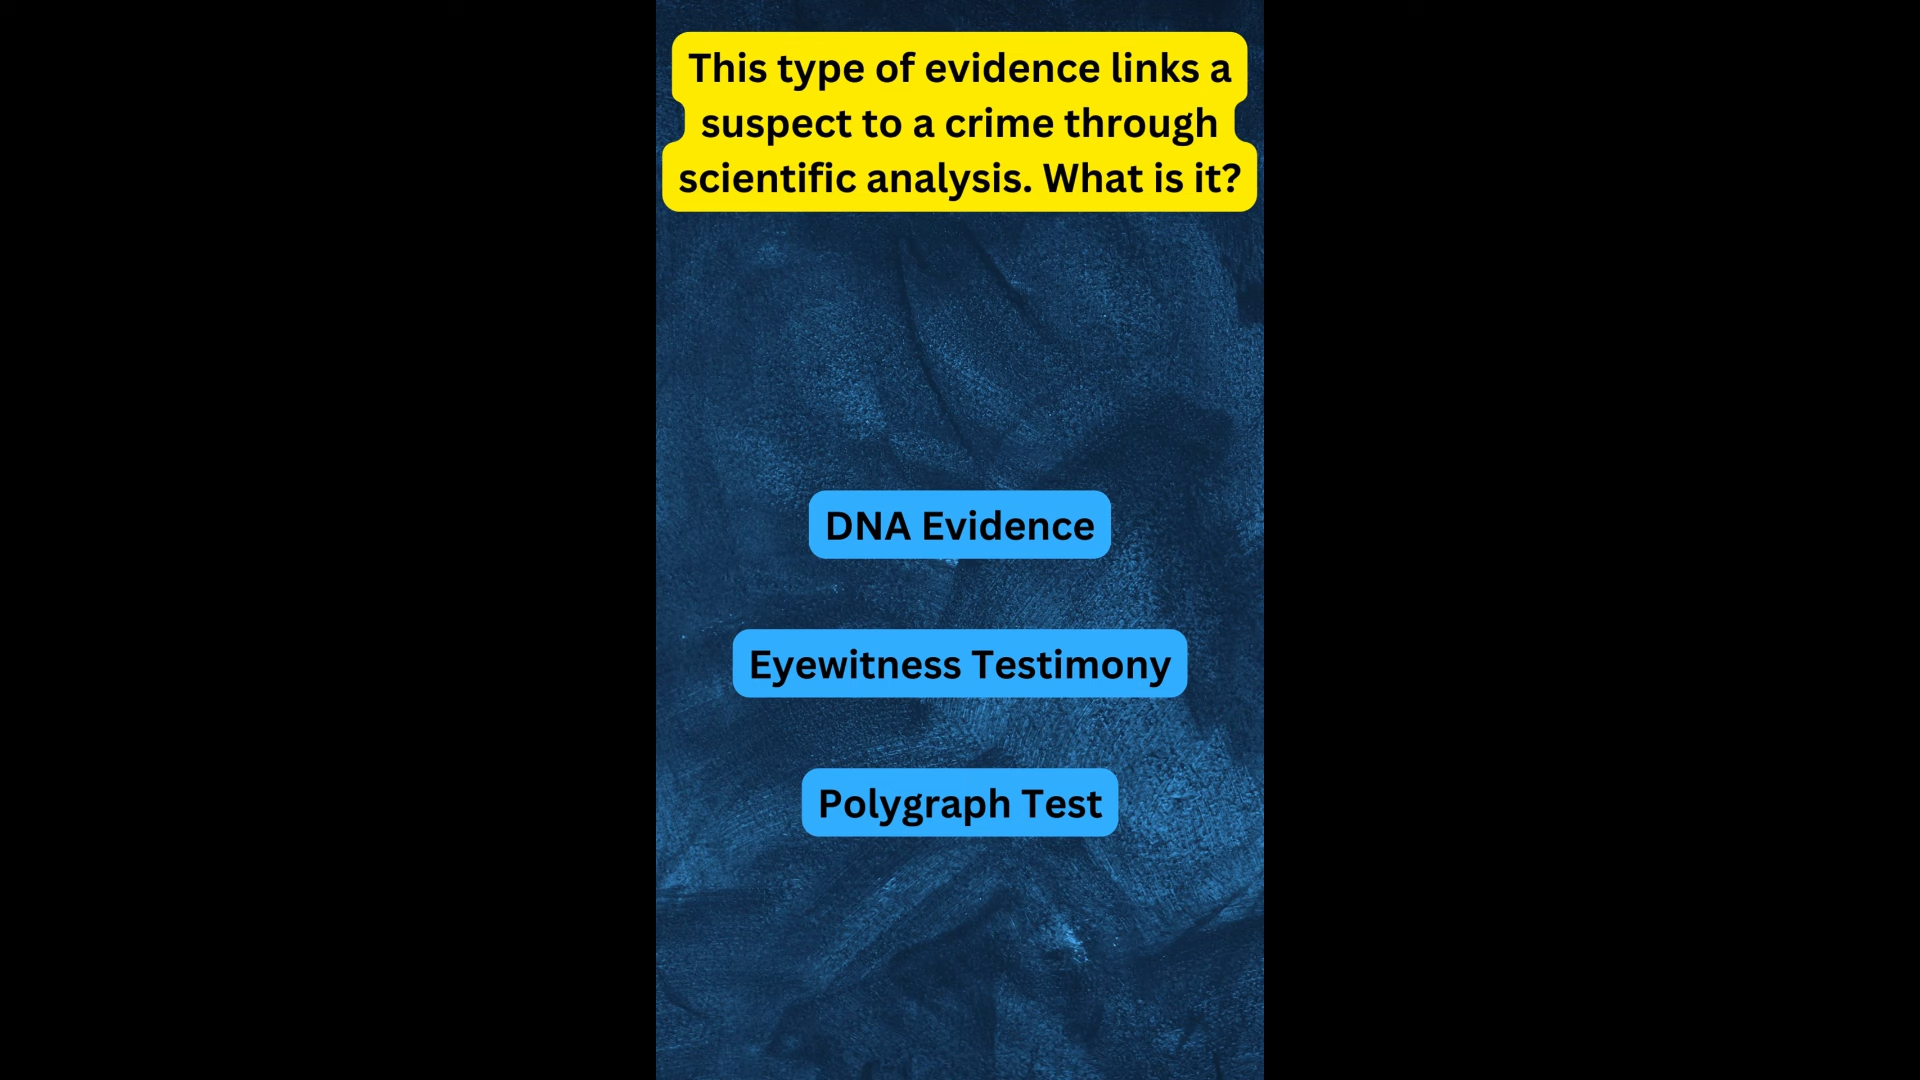 This type of evidence links a
suspect to a crime through
scientific analysis. What is it?
DNA Evidence
Eyewitness Testimony
Polygraph Test